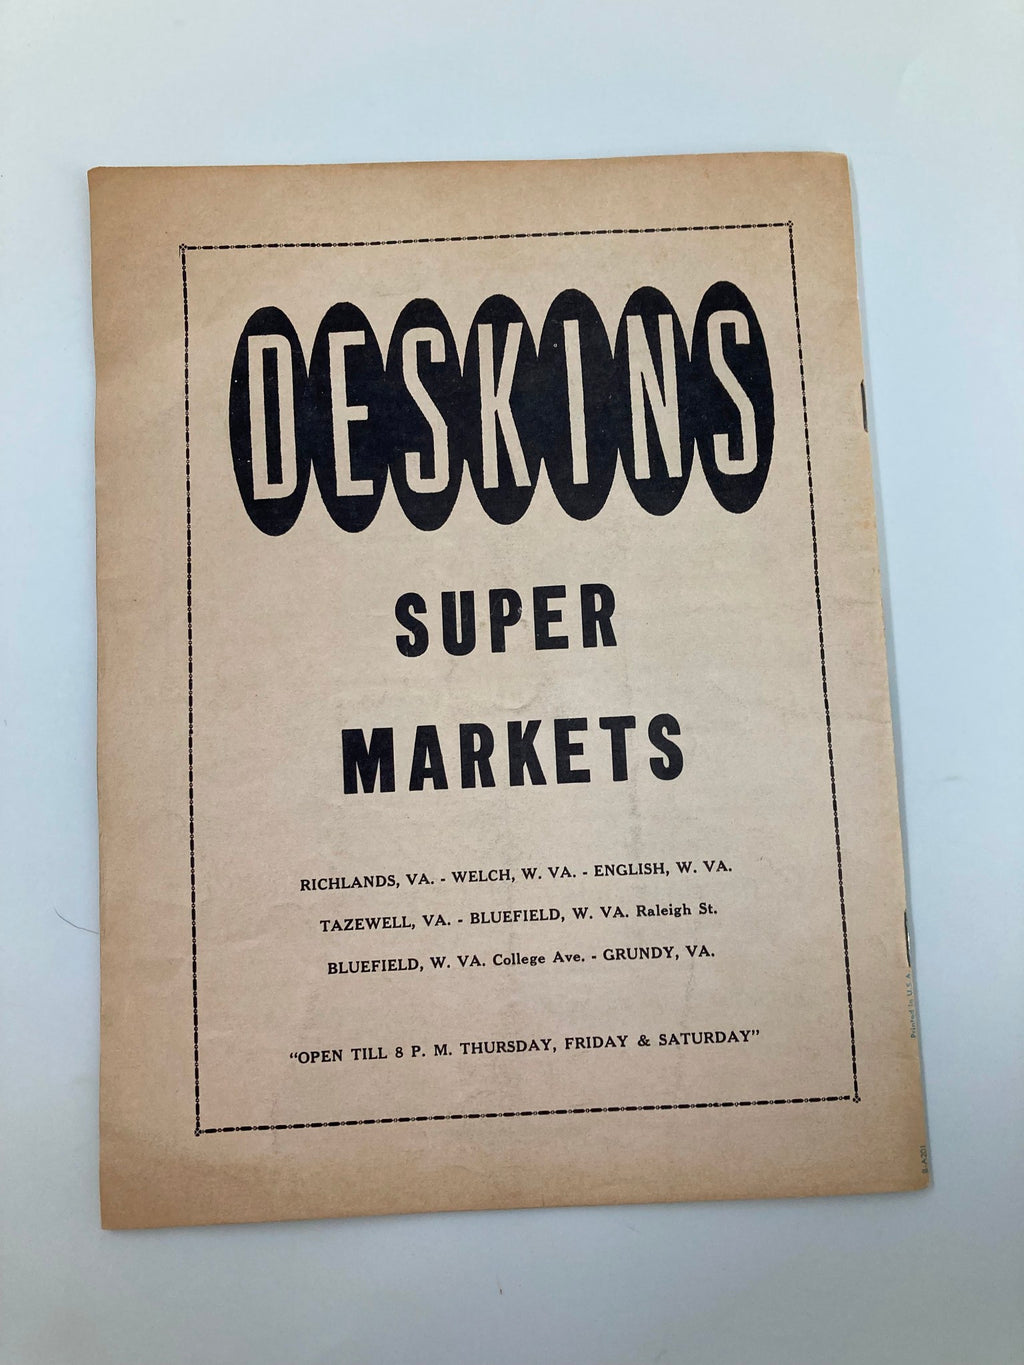 DESKINS
SUPER
MARKETS
RICHLANDS, VA. - WELCH, W. VA. - ENGLISH, W. VA.
TAZEWELL, VA. - BLUEFIELD, W. VA. Raleigh St.
BLUEFIELD, W. VA. College Ave. - GRUNDY, VA.
“OPEN TILL 8 P. M. THURSDAY, FRIDAY & SATURDAY”
Printed in U.S.A.